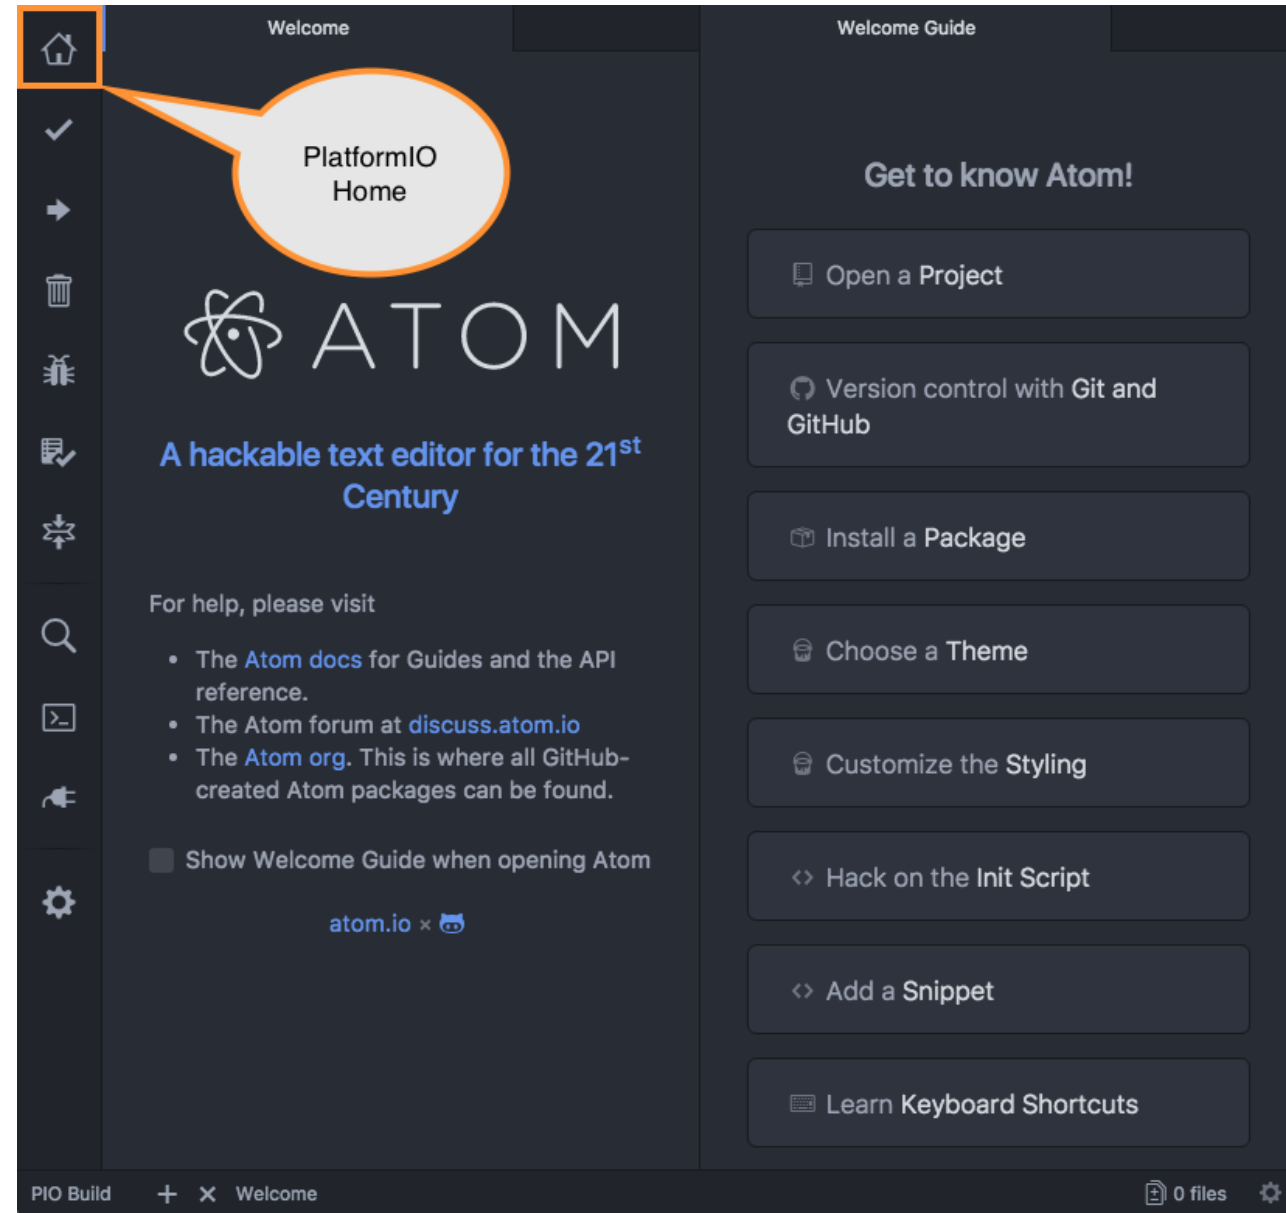 Welcome
Welcome Guide
PlatformIO
Home
ATOM
A hackable text editor for the 21st
Century
For help, please visit
• The Atom docs for Guides and the API
reference.
• The Atom forum at discuss.atom.io
• The Atom org. This is where all GitHub-
created Atom packages can be found.
Show Welcome Guide when opening Atom
atom.io ×
Get to know Atom!
Open a Project
Version control with Git and
GitHub
Install a Package
Choose a Theme
Customize the Styling
Hack on the Init Script
Add a Snippet
Learn Keyboard Shortcuts
PIO Build + × Welcome
0 files